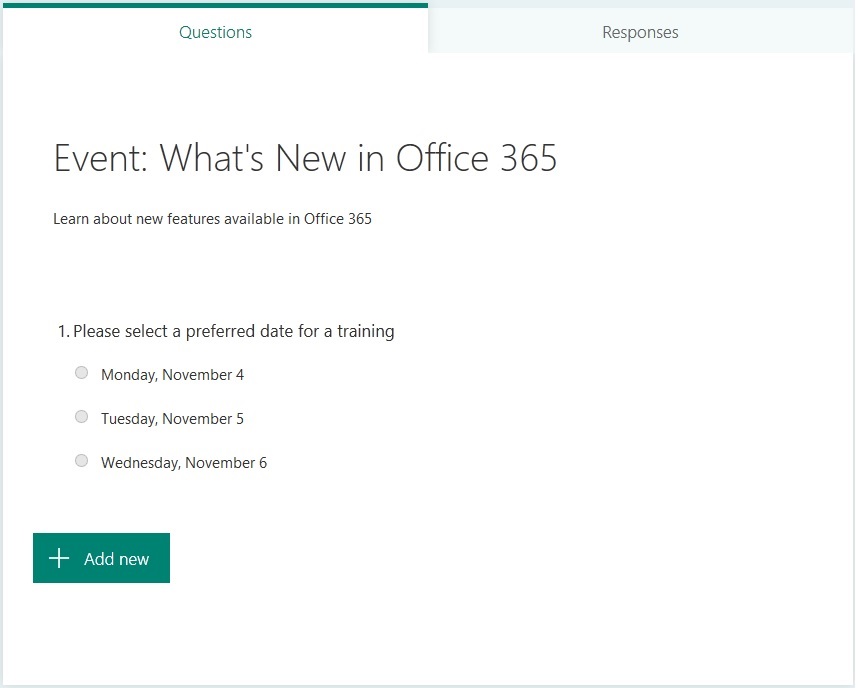 Questions
Responses
Event: What's New in Office 365
Learn about new features available in Office 365
1. Please select a preferred date for a training
Monday, November 4
Tuesday, November 5
Wednesday, November 6
Add new